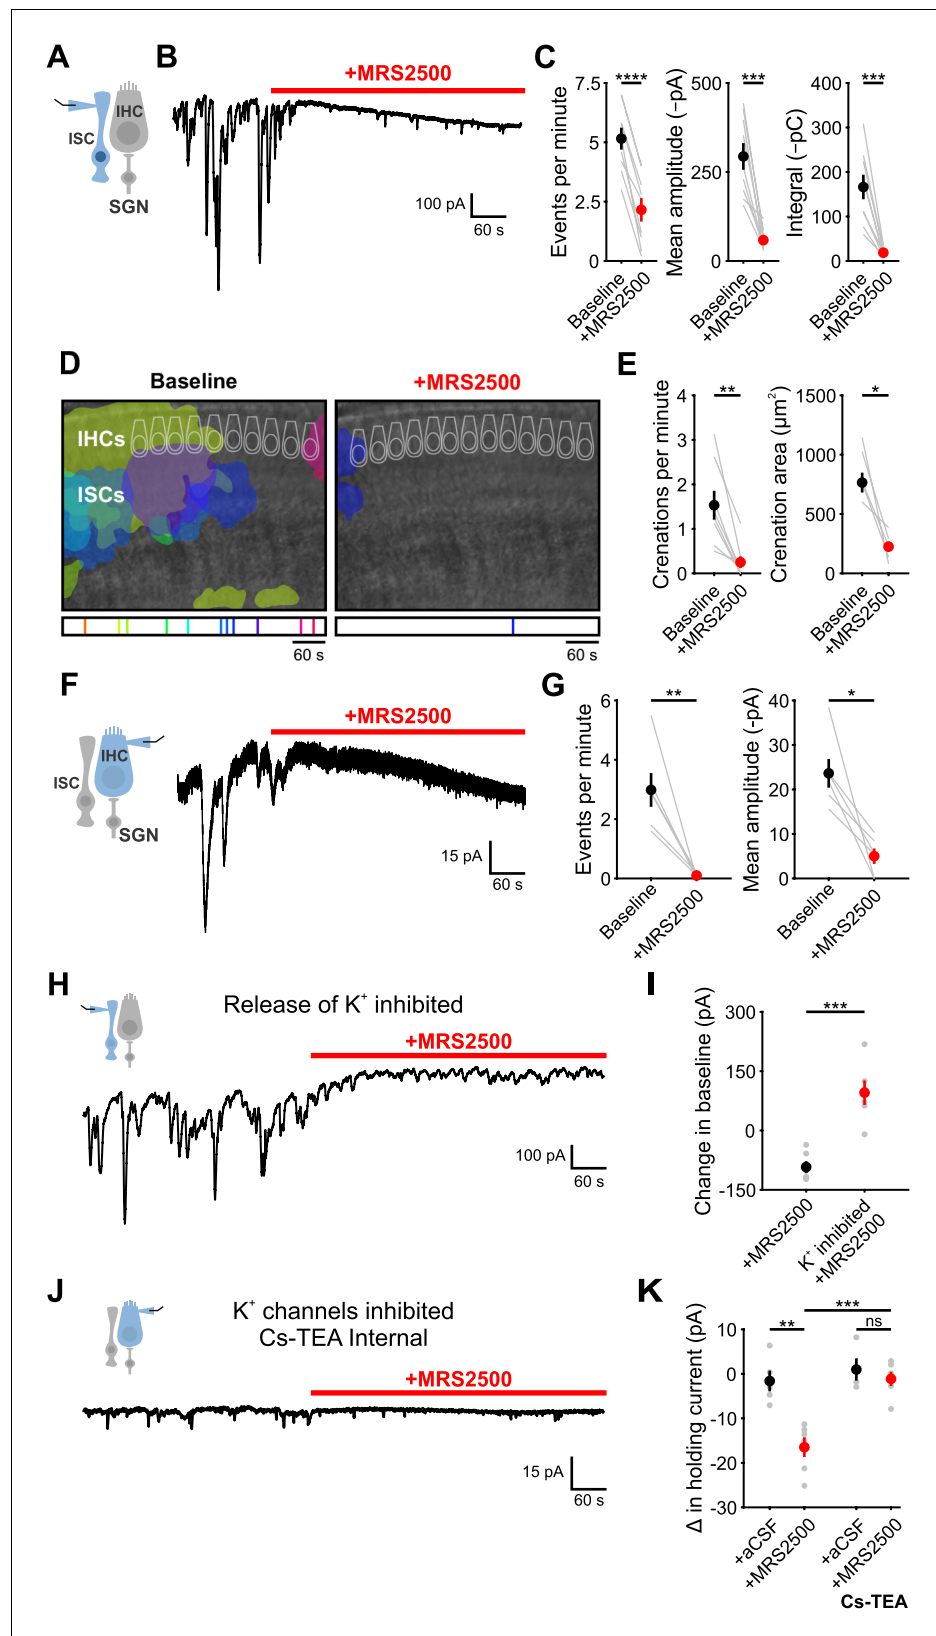 A
IHC
ISC
SGN
B
+MRS2500
100 pA
60 s
C
Events per minute
7.5
5
2.5
0
****
Baseline
+MRS2500
Mean amplitude (−pA)
500
250
0
***
Baseline
+MRS2500
Integral (−pC)
400
300
200
100
0
***
Baseline
+MRS2500
D
Baseline
+MRS2500
IHCs
ISCs
60 s
60 s
E
Crenations per minute
4
3
2
1
0
**
Baseline
+MRS2500
Crenation area (µm²)
1500
1000
500
0
*
Baseline
+MRS2500
F
IHC
ISC
SGN
+MRS2500
15 pA
60 s
G
Events per minute
6
4
2
0
**
Baseline
+MRS2500
Mean amplitude (-pA)
40
30
20
10
0
*
Baseline
+MRS2500
H
Release of K⁺ inhibited
+MRS2500
100 pA
60 s
I
Change in baseline (pA)
300
150
0
-150
***
+MRS2500
K⁺ inhibited
+MRS2500
J
K⁺ channels inhibited
Cs-TEA Internal
+MRS2500
15 pA
60 s
K
Δ in holding current (pA)
10
0
-10
-20
-30
**
***
ns
+aCSF
+MRS2500
+aCSF
+MRS2500
Cs-TEA